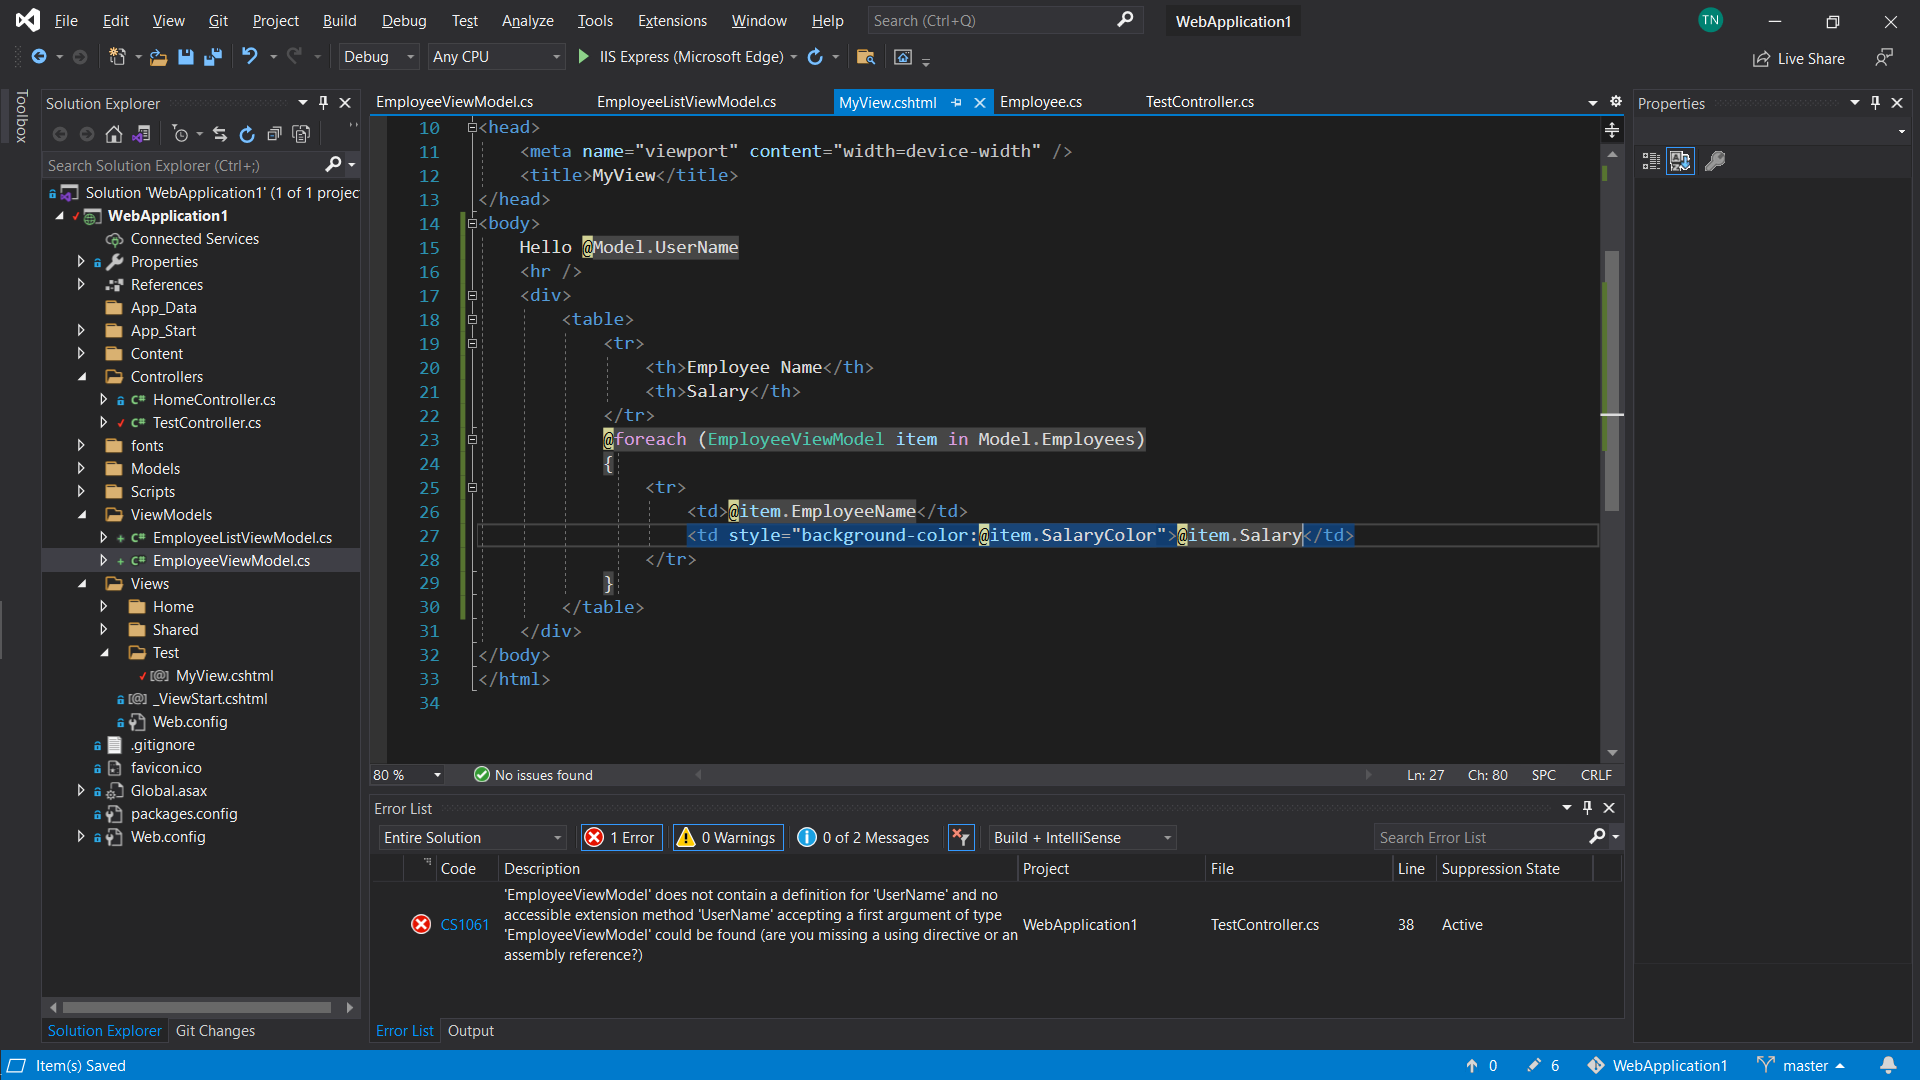 File Edit View Git Project Build Debug Test Analyze Tools Extensions Window Help Search (Ctrl+Q) WebApplication1 TN
Debug Any CPU IIS Express (Microsoft Edge) Live Share
Toolbox
Solution Explorer
Search Solution Explorer (Ctrl+;)
Solution 'WebApplication1' (1 of 1 projec
WebApplication1
Connected Services
Properties
References
App_Data
App_Start
Content
Controllers
C# HomeController.cs
C# TestController.cs
fonts
Models
Scripts
ViewModels
C# EmployeeListViewModel.cs
C# EmployeeViewModel.cs
Views
Home
Shared
Test
[@] MyView.cshtml
[@] _ViewStart.cshtml
Web.config
.gitignore
favicon.ico
Global.asax
packages.config
Web.config
Solution Explorer Git Changes
EmployeeViewModel.cs EmployeeListViewModel.cs MyView.cshtml Employee.cs TestController.cs
10 <head>
11 <meta name="viewport" content="width=device-width" />
12 <title>MyView</title>
13 </head>
14 <body>
15 Hello @Model.UserName
16 <hr />
17 <div>
18 <table>
19 <tr>
20 <th>Employee Name</th>
21 <th>Salary</th>
22 </tr>
23 @foreach (EmployeeViewModel item in Model.Employees)
24 {
25 <tr>
26 <td>@item.EmployeeName</td>
27 <td style="background-color:@item.SalaryColor">@item.Salary</td>
28 </tr>
29 }
30 </table>
31 </div>
32 </body>
33 </html>
34
80 % No issues found Ln: 27 Ch: 80 SPC CRLF
Error List
Entire Solution 1 Error 0 Warnings 0 of 2 Messages Build + IntelliSense Search Error List
Code Description Project File Line Suppression State
CS1061 'EmployeeViewModel' does not contain a definition for 'UserName' and no
accessible extension method 'UserName' accepting a first argument of type
'EmployeeViewModel' could be found (are you missing a using directive or an
assembly reference?)
WebApplication1 TestController.cs 38 Active
Error List Output
Properties
Item(s) Saved 0 6 WebApplication1 master